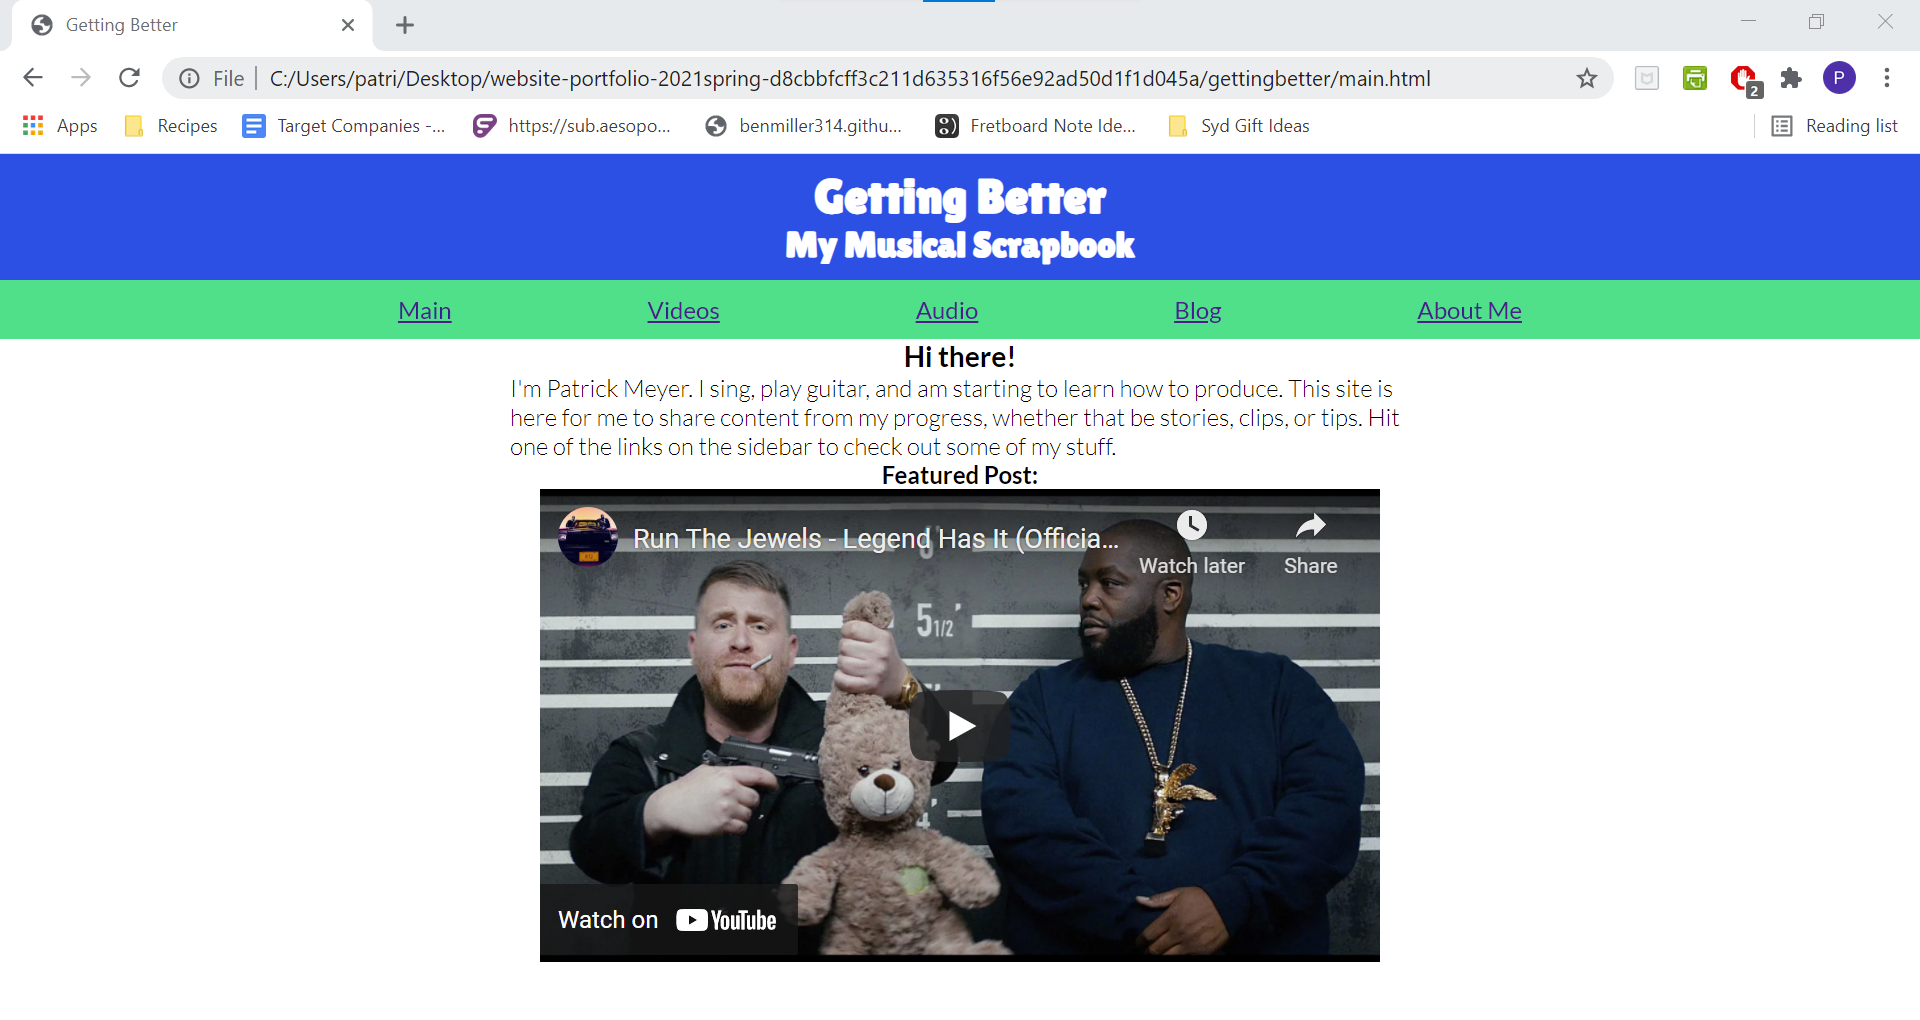 Getting Better
File
C:/Users/patri/Desktop/website-portfolio-2021spring-d8cbbfcff3c211d635316f56e92ad50d1f1d045a/gettingbetter/main.html
2
P
Apps
Recipes
Target Companies -...
https://sub.aesopo...
benmiller314.githu...
Fretboard Note Ide...
Syd Gift Ideas
Reading list
Getting Better
My Musical Scrapbook
Main
Videos
Audio
Blog
About Me
Hi there!
I'm Patrick Meyer. I sing, play guitar, and am starting to learn how to produce. This site is
here for me to share content from my progress, whether that be stories, clips, or tips. Hit
one of the links on the sidebar to check out some of my stuff.
Featured Post:
Run The Jewels - Legend Has It (Officia...
Watch later
Share
6'
5 1/2'
4'
Watch on YouTube